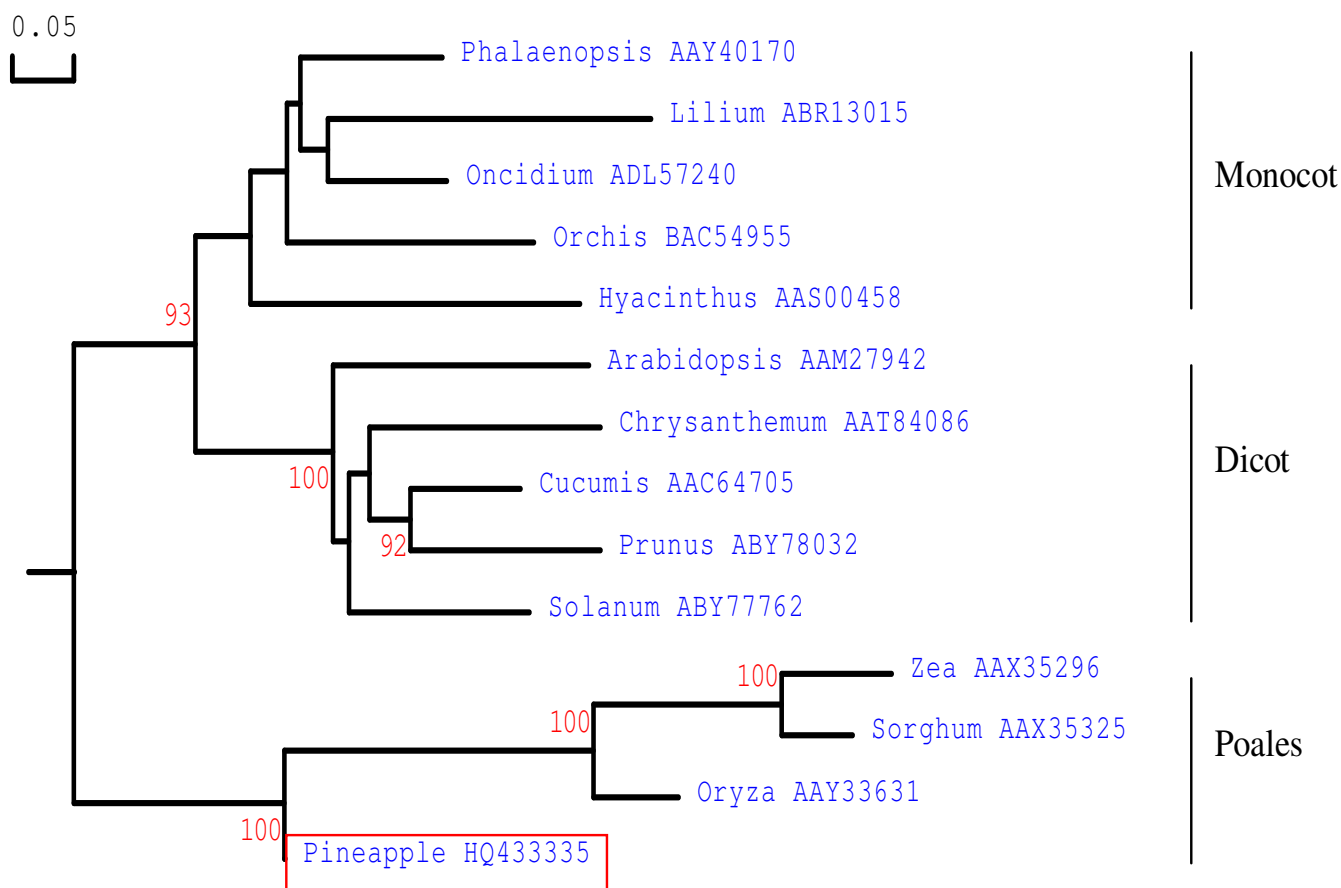 0.05
Phalaenopsis AAY40170
Lilium ABR13015
Oncidium ADL57240
Monocot
Orchis BAC54955
Hyacinthus AAS00458
93
Arabidopsis AAM27942
Chrysanthemum AAT84086
Dicot
100
Cucumis AAC64705
92
Prunus ABY78032
Solanum ABY77762
Zea AAX35296
100
Sorghum AAX35325
100
Poales
Oryza AAY33631
100
Pineapple HQ433335